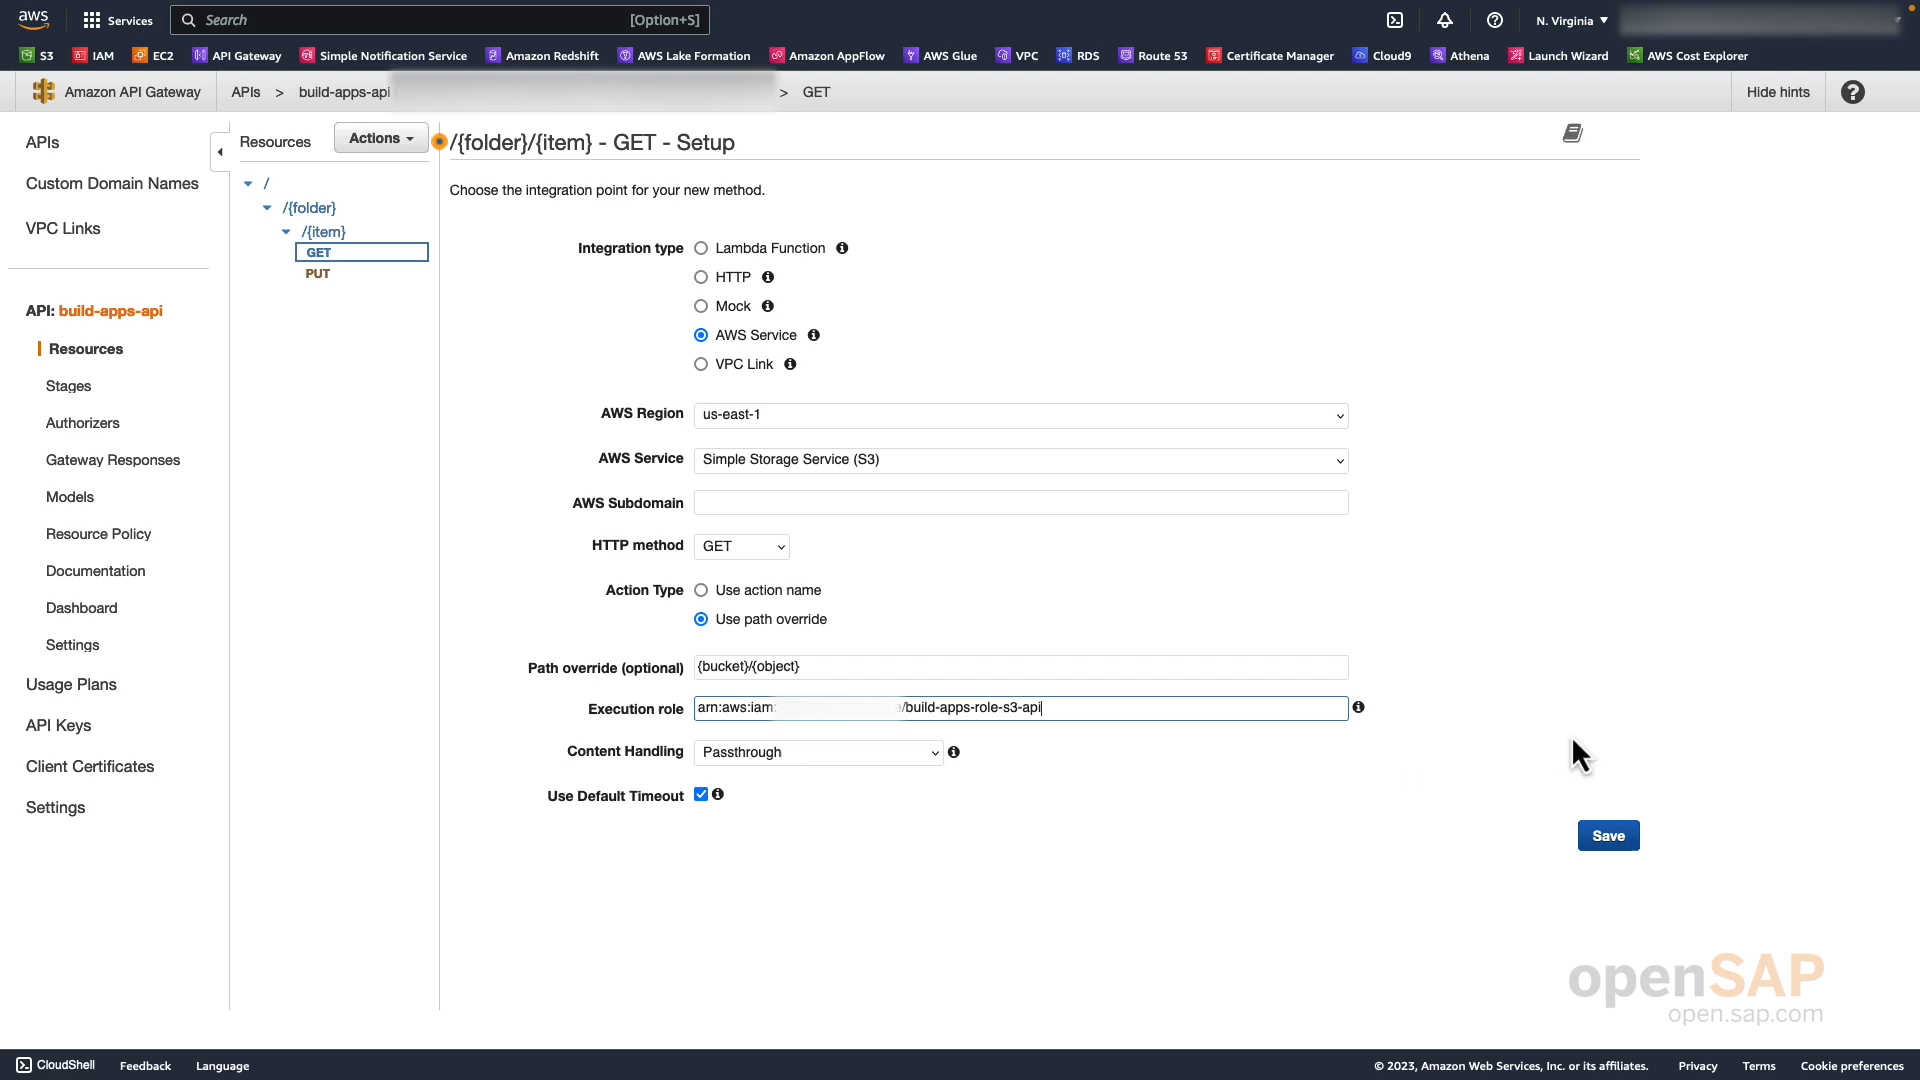 aws
Services
Search
[Option+S]
N. Virginia
S3
IAM
EC2
API Gateway
Simple Notification Service
Amazon Redshift
AWS Lake Formation
Amazon AppFlow
AWS Glue
VPC
RDS
Route 53
Certificate Manager
Cloud9
Athena
Launch Wizard
AWS Cost Explorer
Amazon API Gateway
APIs > build-apps-api > GET
Hide hints
APIs
Custom Domain Names
VPC Links
API: build-apps-api
Resources
Stages
Authorizers
Gateway Responses
Models
Resource Policy
Documentation
Dashboard
Settings
Usage Plans
API Keys
Client Certificates
Settings
Resources
Actions
/
/{folder}
/{item}
GET
PUT
/{folder}/{item} - GET - Setup
Choose the integration point for your new method.
Integration type
Lambda Function
HTTP
Mock
AWS Service
VPC Link
AWS Region us-east-1
AWS Service Simple Storage Service (S3)
AWS Subdomain
HTTP method GET
Action Type
Use action name
Use path override
Path override (optional) {bucket}/{object}
Execution role arn:aws:iam: /build-apps-role-s3-api
Content Handling Passthrough
Use Default Timeout
Save
openSAP
open.sap.com
CloudShell
Feedback
Language
© 2023, Amazon Web Services, Inc. or its affiliates.
Privacy
Terms
Cookie preferences